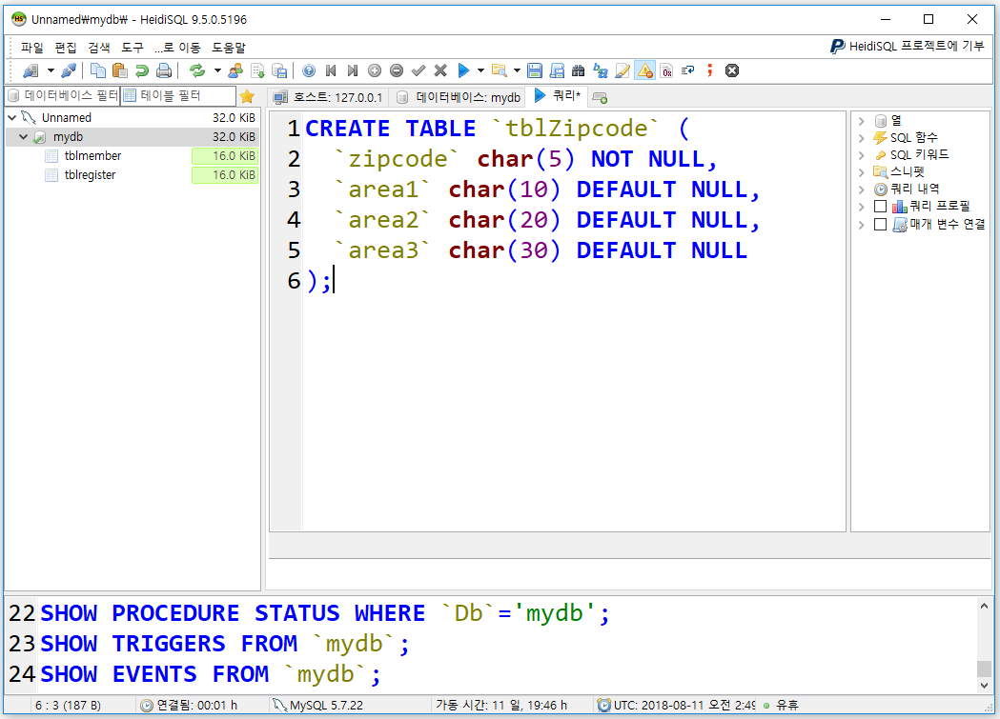 Unnamed₩mydb₩ - HeidiSQL 9.5.0.5196
파일 편집 검색 도구 ...로 이동 도움말
HeidiSQL 프로젝트에 기부
데이터베이스 필터 테이블 필터
호스트: 127.0.0.1 데이터베이스: mydb 쿼리*
Unnamed 32.0 KiB
mydb 32.0 KiB
tblmember 16.0 KiB
tblregister 16.0 KiB
1 CREATE TABLE `tblZipcode` (
2 `zipcode` char(5) NOT NULL,
3 `area1` char(10) DEFAULT NULL,
4 `area2` char(20) DEFAULT NULL,
5 `area3` char(30) DEFAULT NULL
6 );
열
SQL 함수
SQL 키워드
스니펫
쿼리 내역
쿼리 프로필
매개 변수 연결
22 SHOW PROCEDURE STATUS WHERE `Db`='mydb';
23 SHOW TRIGGERS FROM `mydb`;
24 SHOW EVENTS FROM `mydb`;
6 : 3 (187 B) 연결됨: 00:01 h MySQL 5.7.22 가동 시간: 11 일, 19:46 h UTC: 2018-08-11 오전 2:49 유휴